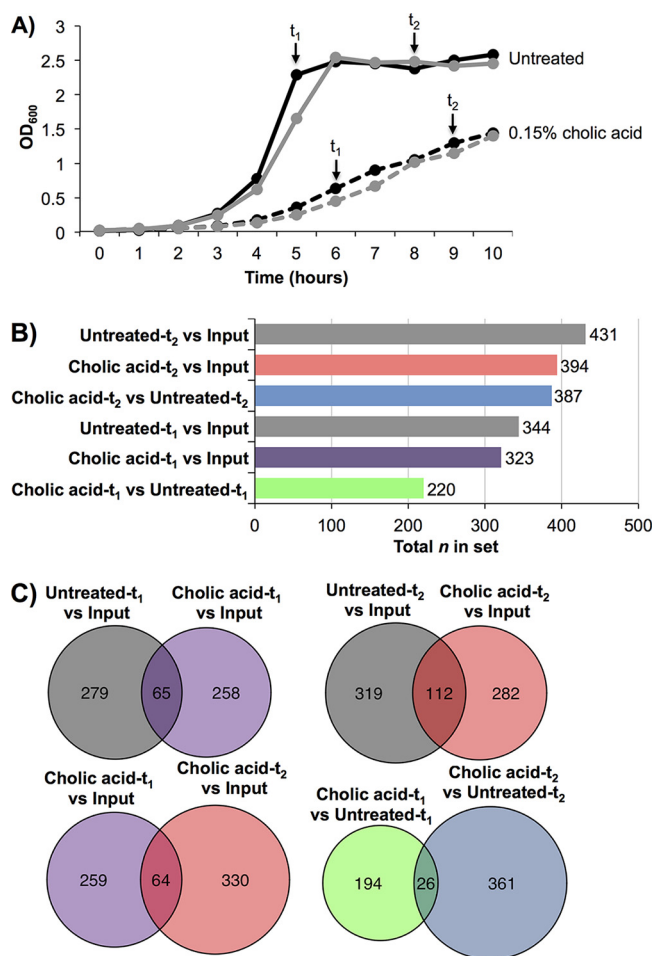 A)
t1
t2
Untreated
t1
t2
0.15% cholic acid
OD600
3
2.5
2
1.5
1
0.5
0
0 1 2 3 4 5 6 7 8 9 10
Time (hours)
B)
Untreated-t2 vs Input
431
Cholic acid-t2 vs Input
394
Cholic acid-t2 vs Untreated-t2
387
Untreated-t1 vs Input
344
Cholic acid-t1 vs Input
323
Cholic acid-t1 vs Untreated-t1
220
0 100 200 300 400 500
Total n in set
C)
Untreated-t1
vs Input
Cholic acid-t1
vs Input
279
65
258
Untreated-t2
vs Input
Cholic acid-t2
vs Input
319
112
282
Cholic acid-t1
vs Input
Cholic acid-t2
vs Input
259
64
330
Cholic acid-t1
vs Untreated-t1
Cholic acid-t2
vs Untreated-t2
194
26
361